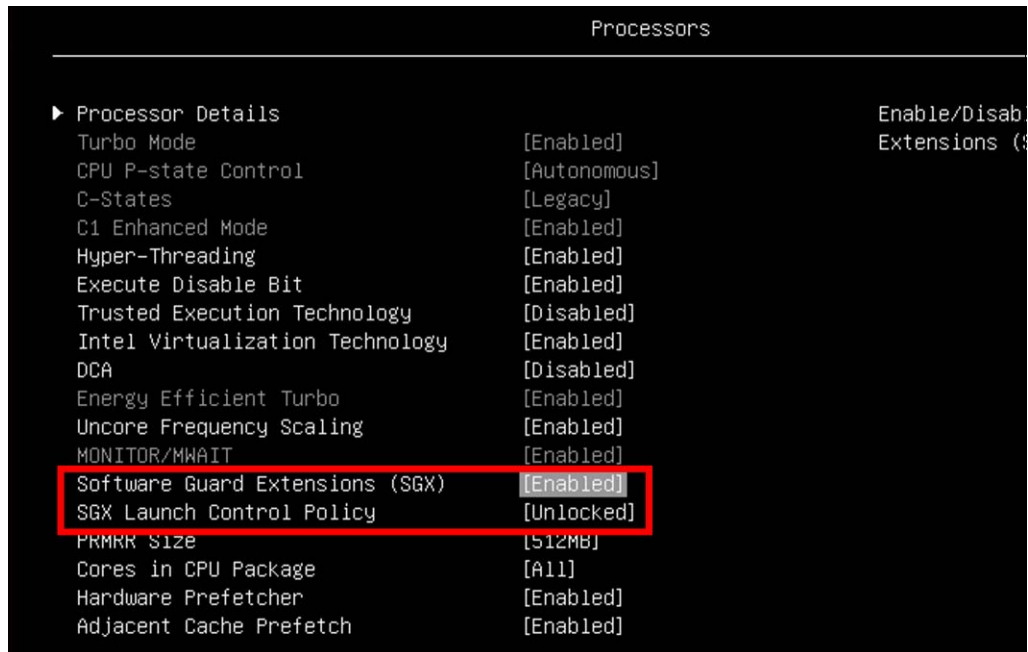 Processors
Processor Details
Turbo Mode [Enabled]
CPU P-state Control [Autonomous]
C-States [Legacy]
C1 Enhanced Mode [Enabled]
Hyper-Threading [Enabled]
Execute Disable Bit [Enabled]
Trusted Execution Technology [Disabled]
Intel Virtualization Technology [Enabled]
DCA [Disabled]
Energy Efficient Turbo [Enabled]
Uncore Frequency Scaling [Enabled]
MONITOR/MWAIT [Enabled]
Software Guard Extensions (SGX) [Enabled]
SGX Launch Control Policy [Unlocked]
PRMRR Size [512MB]
Cores in CPU Package [All]
Hardware Prefetcher [Enabled]
Adjacent Cache Prefetch [Enabled]
Enable/Disab
Extensions (